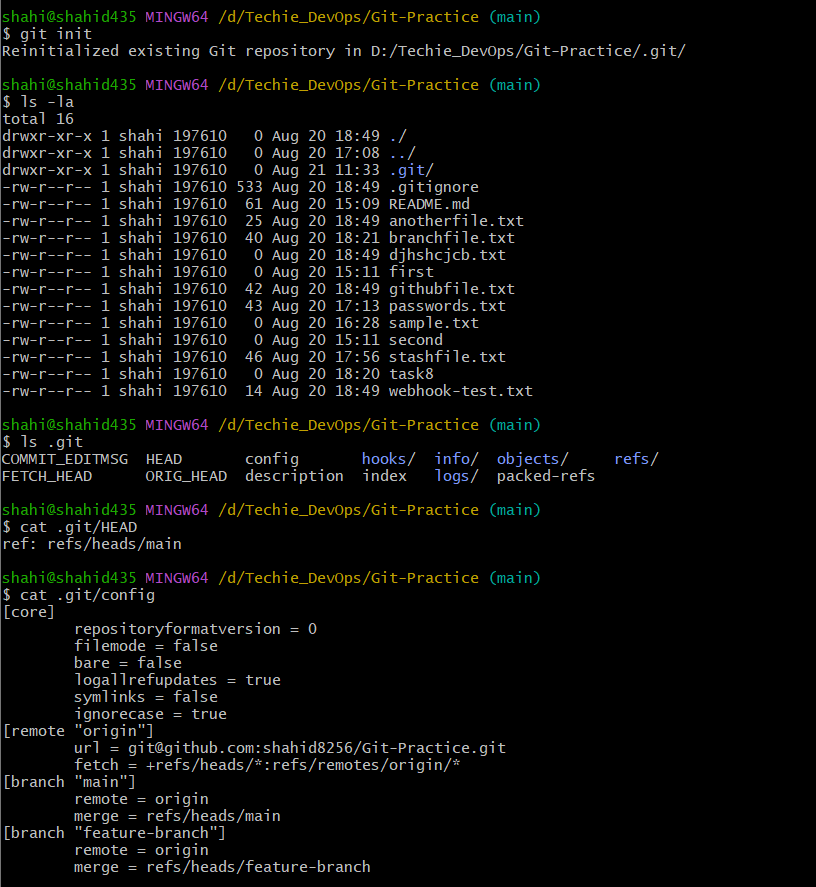 shahi@shahid435 MINGW64 /d/Techie_DevOps/Git-Practice (main)
$ git init
Reinitialized existing Git repository in D:/Techie_DevOps/Git-Practice/.git/

shahi@shahid435 MINGW64 /d/Techie_DevOps/Git-Practice (main)
$ ls -la
total 16
drwxr-xr-x 1 shahi 197610   0 Aug 20 18:49 ./
drwxr-xr-x 1 shahi 197610   0 Aug 20 17:08 ../
drwxr-xr-x 1 shahi 197610   0 Aug 21 11:33 .git/
-rw-r--r-- 1 shahi 197610 533 Aug 20 18:49 .gitignore
-rw-r--r-- 1 shahi 197610  61 Aug 20 15:09 README.md
-rw-r--r-- 1 shahi 197610  25 Aug 20 18:49 anotherfile.txt
-rw-r--r-- 1 shahi 197610  40 Aug 20 18:21 branchfile.txt
-rw-r--r-- 1 shahi 197610   0 Aug 20 18:49 djhshcjcb.txt
-rw-r--r-- 1 shahi 197610   0 Aug 20 15:11 first
-rw-r--r-- 1 shahi 197610  42 Aug 20 18:49 githubfile.txt
-rw-r--r-- 1 shahi 197610  43 Aug 20 17:13 passwords.txt
-rw-r--r-- 1 shahi 197610   0 Aug 20 16:28 sample.txt
-rw-r--r-- 1 shahi 197610   0 Aug 20 15:11 second
-rw-r--r-- 1 shahi 197610  46 Aug 20 17:56 stashfile.txt
-rw-r--r-- 1 shahi 197610   0 Aug 20 18:20 task8
-rw-r--r-- 1 shahi 197610  14 Aug 20 18:49 webhook-test.txt

shahi@shahid435 MINGW64 /d/Techie_DevOps/Git-Practice (main)
$ ls .git
COMMIT_EDITMSG  HEAD       config       hooks/  info/  objects/     refs/
FETCH_HEAD      ORIG_HEAD  description  index   logs/  packed-refs

shahi@shahid435 MINGW64 /d/Techie_DevOps/Git-Practice (main)
$ cat .git/HEAD
ref: refs/heads/main

shahi@shahid435 MINGW64 /d/Techie_DevOps/Git-Practice (main)
$ cat .git/config
[core]
        repositoryformatversion = 0
        filemode = false
        bare = false
        logallrefupdates = true
        symlinks = false
        ignorecase = true
[remote "origin"]
        url = git@github.com:shahid8256/Git-Practice.git
        fetch = +refs/heads/*:refs/remotes/origin/*
[branch "main"]
        remote = origin
        merge = refs/heads/main
[branch "feature-branch"]
        remote = origin
        merge = refs/heads/feature-branch